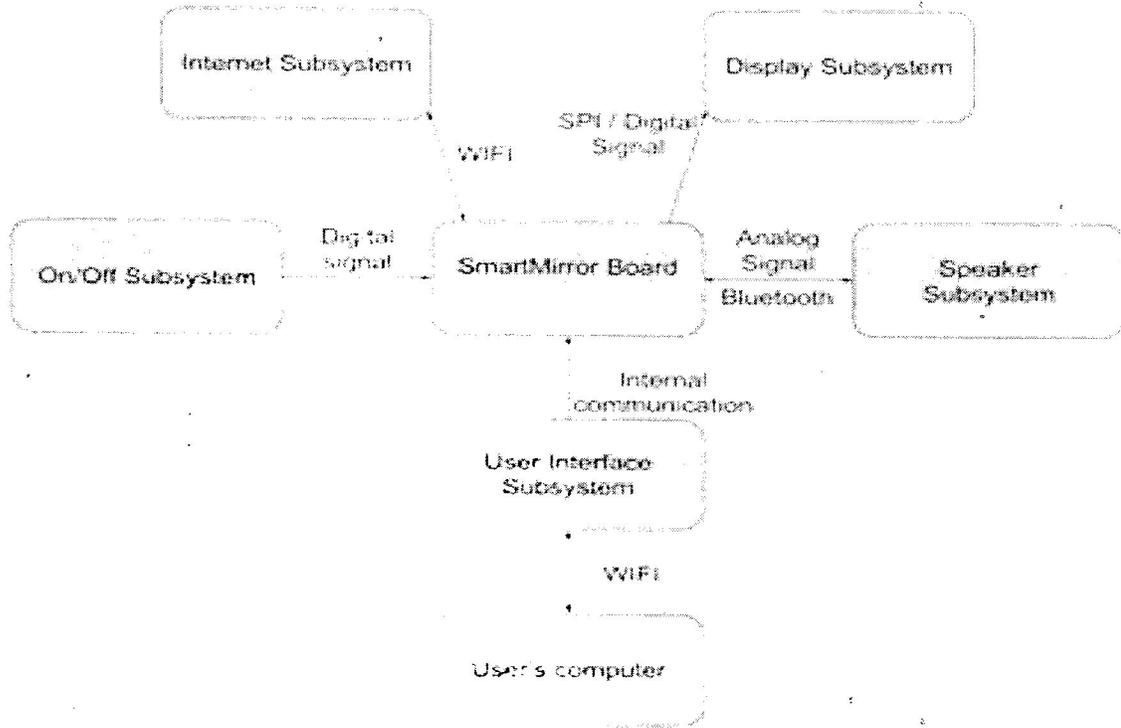 Internet Subsystem
Display Subsystem
SPI / Digital
Signal
WIFI
On/Off Subsystem
Digital
signal
SmartMirror Board
Analog
Signal
Bluetooth
Speaker
Subsystem
Internal
communication
User Interface
Subsystem
WIFI
User's computer